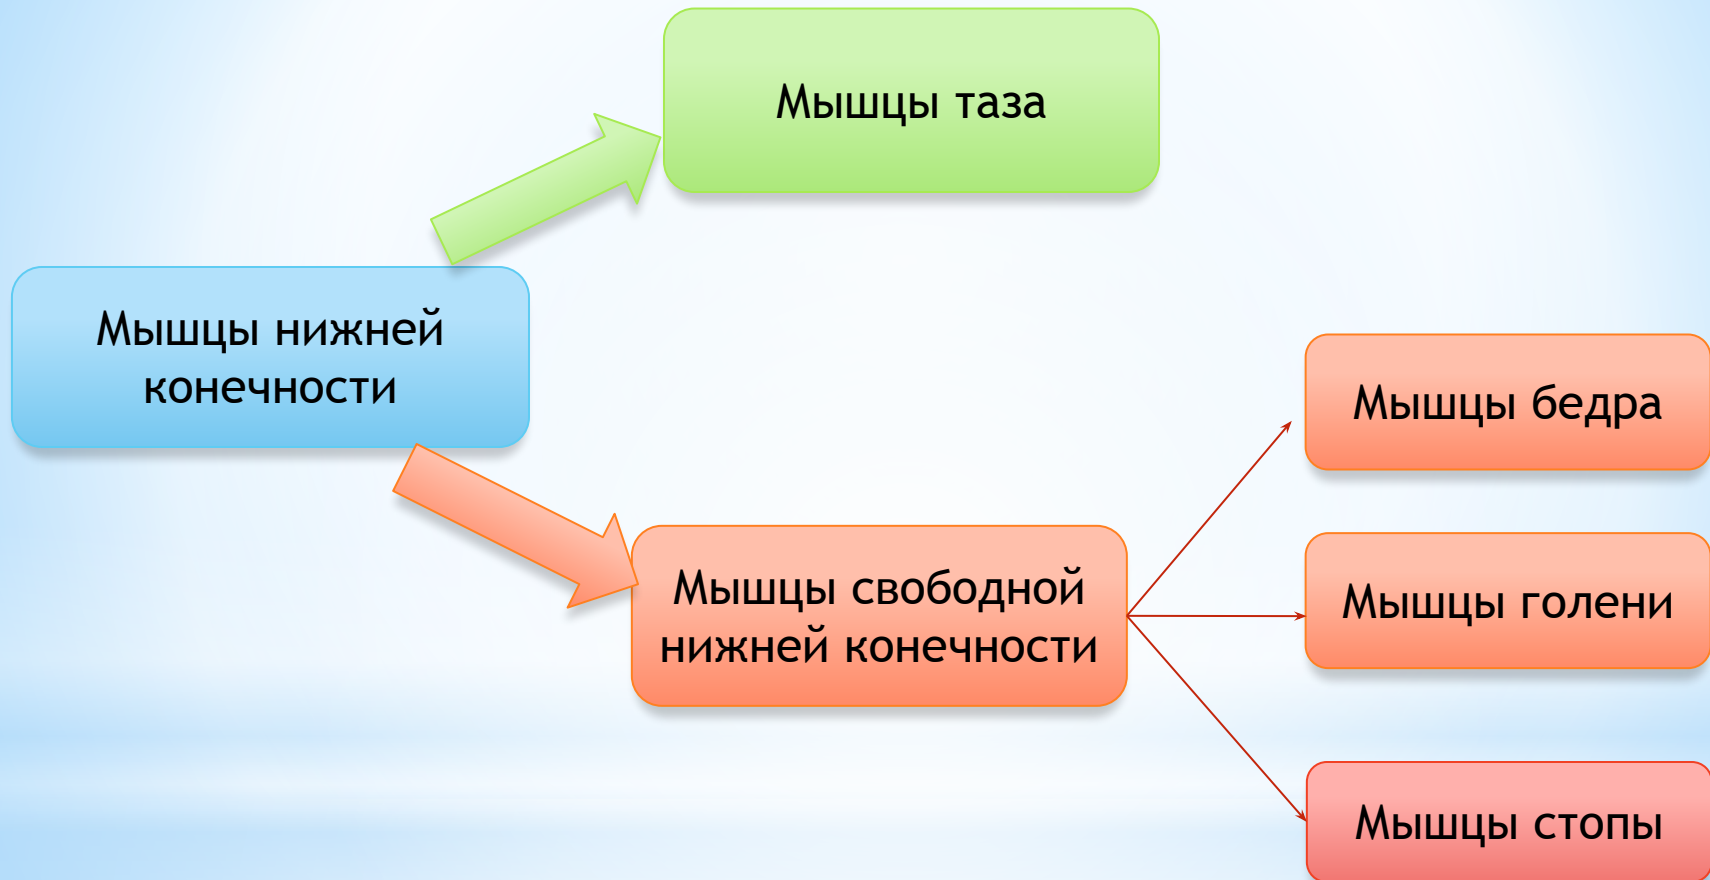 Мышцы таза
Мышцы нижней
конечности
Мышцы бедра
Мышцы свободной
нижней конечности
Мышцы голени
Мышцы стопы